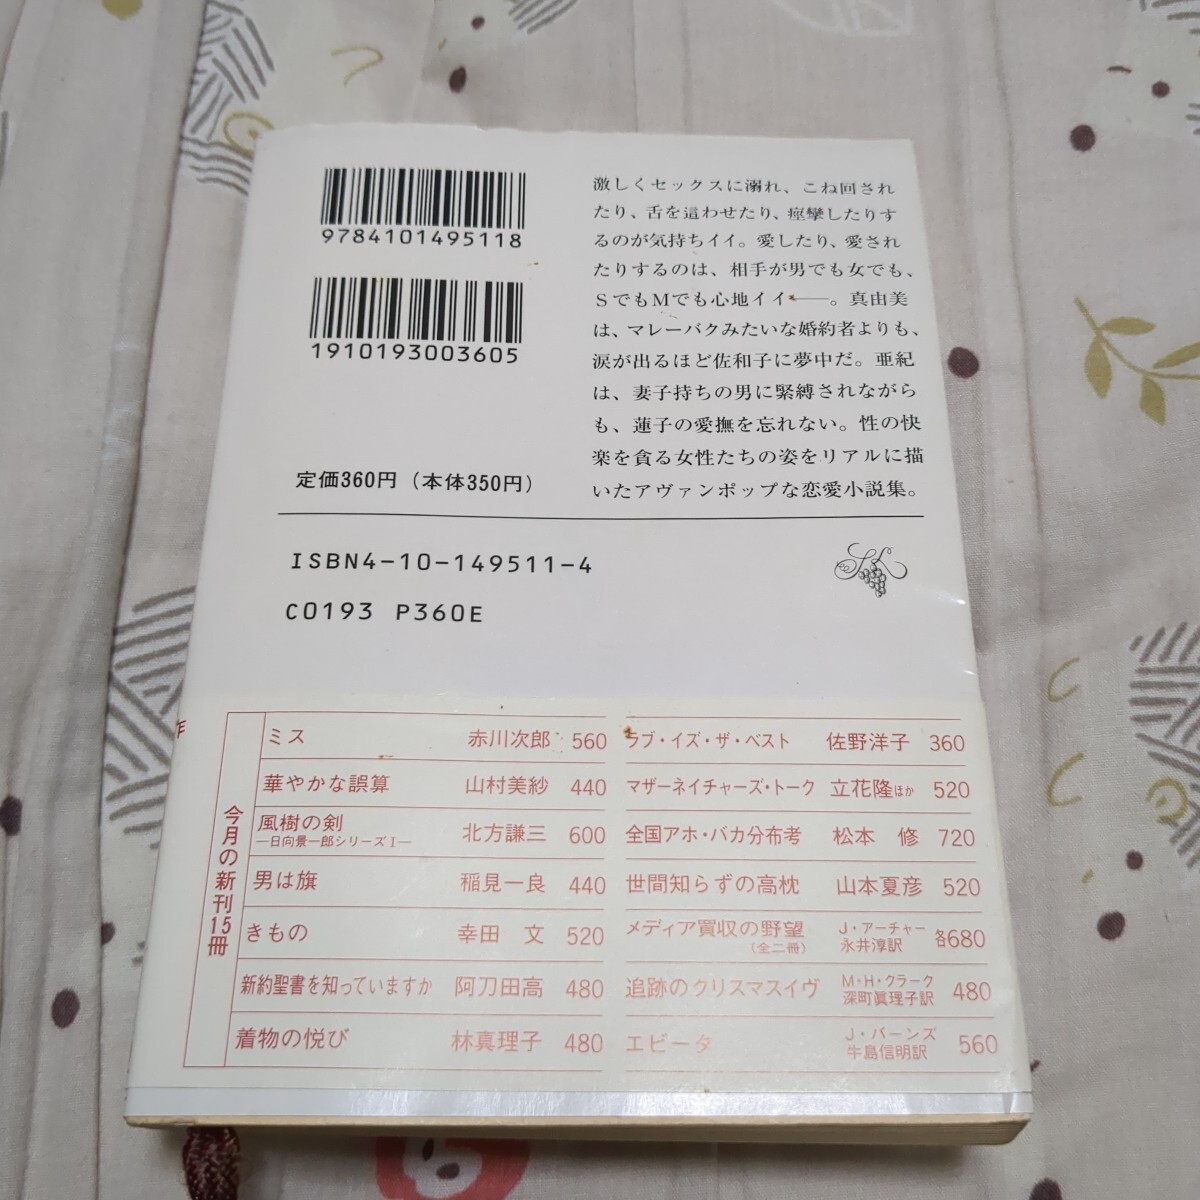 9784101495118
1910193003605
激しくセックスに溺れ、こね回され
たり、舌を這わせたり、痙攣したりす
るのが気持ちイイ。愛したり、愛され
たりするのは、相手が男でも女でも、
SでもMでも心地イイ――。真由美
は、マレーバクみたいな婚約者よりも、
涙が出るほど佐和子に夢中だ。亜紀
は、妻子持ちの男に緊縛されながら
も、蓮子の愛撫を忘れない。性の快
楽を貪る女性たちの姿をリアルに描
いたアヴァンポップな恋愛小説集。
定価360円(本体350円)
ISBN4-10-149511-4
C0193 P360E
作
今月の新刊15冊
ミス 赤川次郎 560
華やかな誤算 山村美紗 440
風樹の剣 北方謙三 600
―日向景一郎シリーズI―
男は旗 稲見一良 440
きもの 幸田 文 520
新約聖書を知っていますか 阿刀田高 480
着物の悦び 林真理子 480
ラブ・イズ・ザ・ベスト 佐野洋子 360
マザーネイチャーズ・トーク 立花隆ほか 520
全国アホ・バカ分布考 松本 修 720
世間知らずの高枕 山本夏彦 520
メディア買収の野望 J・アーチャー 各680
(全二冊) 永井淳訳
追跡のクリスマスイヴ M・H・クラーク 480
深町眞理子訳
エビータ J・バーンズ 560
牛島信明訳